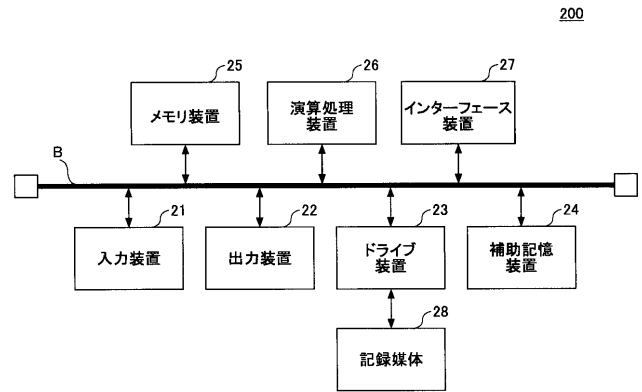 200
25
メモリ装置
26
演算処理
装置
27
インターフェース
装置
B
21
入力装置
22
出力装置
23
ドライブ
装置
24
補助記憶
装置
28
記録媒体